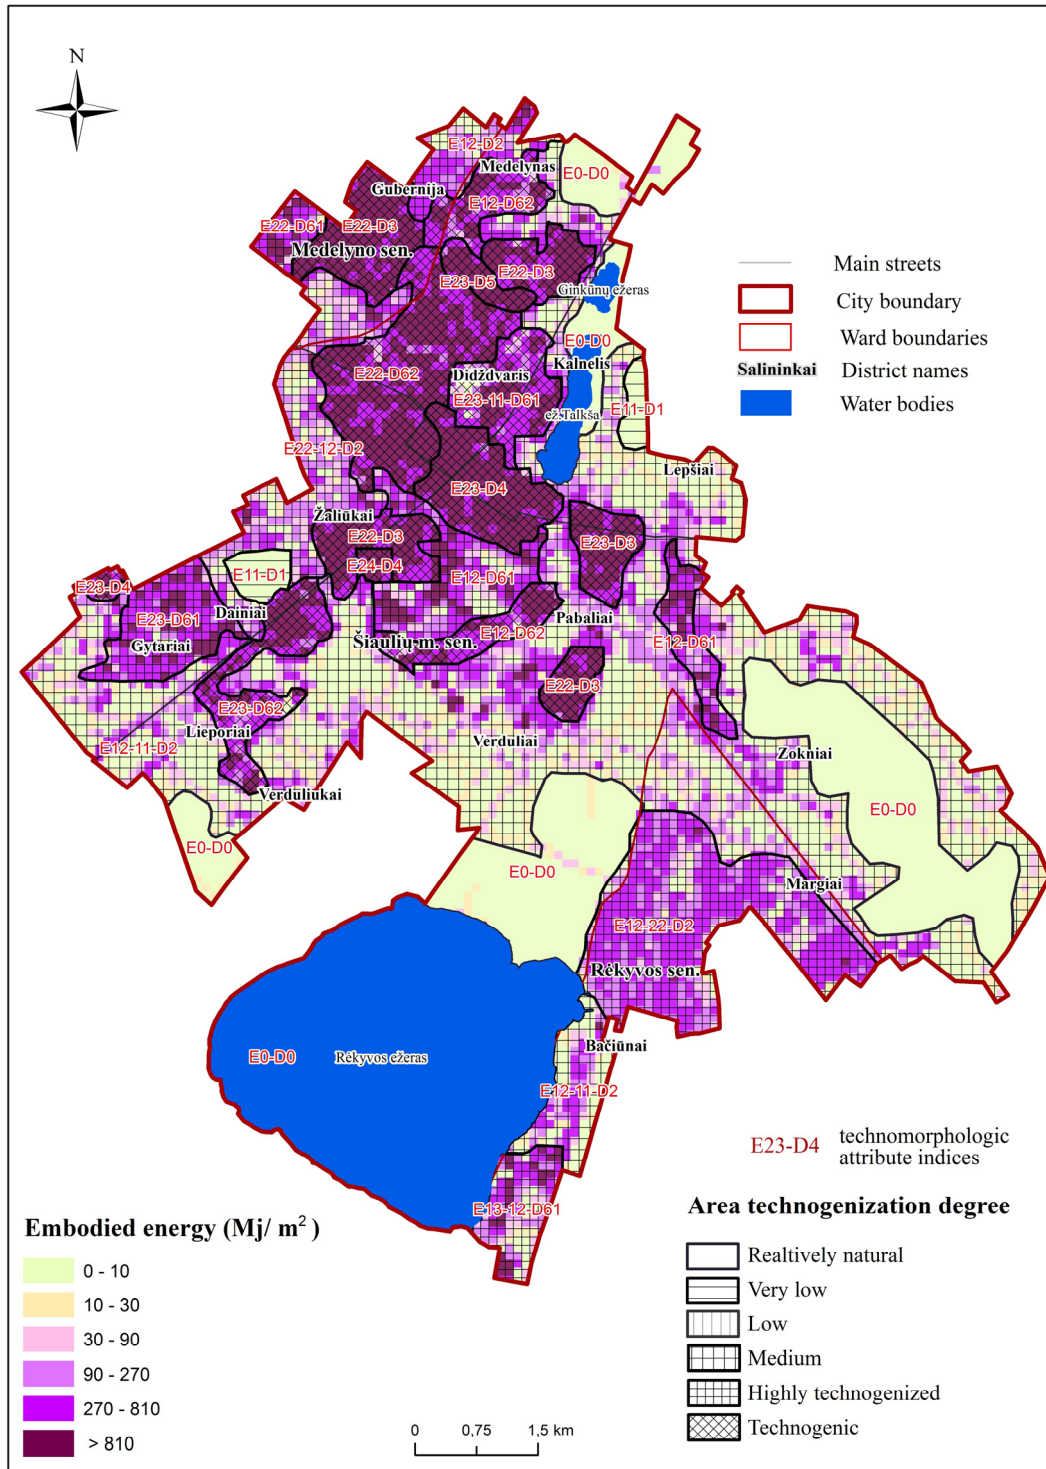 N
E12-D2
Medelynas
E0-D0
Gubernija
E12-D62
E22-D61
E22-D3
Medelyno sen.
E22-D3
E23-D5
Ginkūnų ežeras
E0-D0
Kalnelis
E22-D62
Didždvaris
E23-11-D61
ež.Talkša
E11-D1
E22-12-D2
Lepšiai
E23-D4
Žaliūkai
E22-D3
E23-D3
E24-D4
E12-D61
E11-D1
E23-D4
Dainiai
E23-D61
Gytariai
Pabaliai
E12-D62
Šiaulių m. sen.
E12-D61
E22-D3
E23-D62
Lieporiai
E12-11-D2
Verduliai
Zokniai
Verduliukai
E0-D0
E0-D0
E0-D0
Margiai
E12-22-D2
Rėkyvos sen.
Bačiūnai
E0-D0
Rėkyvos ežeras
E12-11-D2
E13-12-D61
Main streets
City boundary
Ward boundaries
Salininkai District names
Water bodies
E23-D4 technomorphologic
attribute indices
Area technogenization degree
Realtively natural
Very low
Low
Medium
Highly technogenized
Technogenic
Embodied energy (Mj/ m² )
0 - 10
10 - 30
30 - 90
90 - 270
270 - 810
> 810
0 0,75 1,5 km